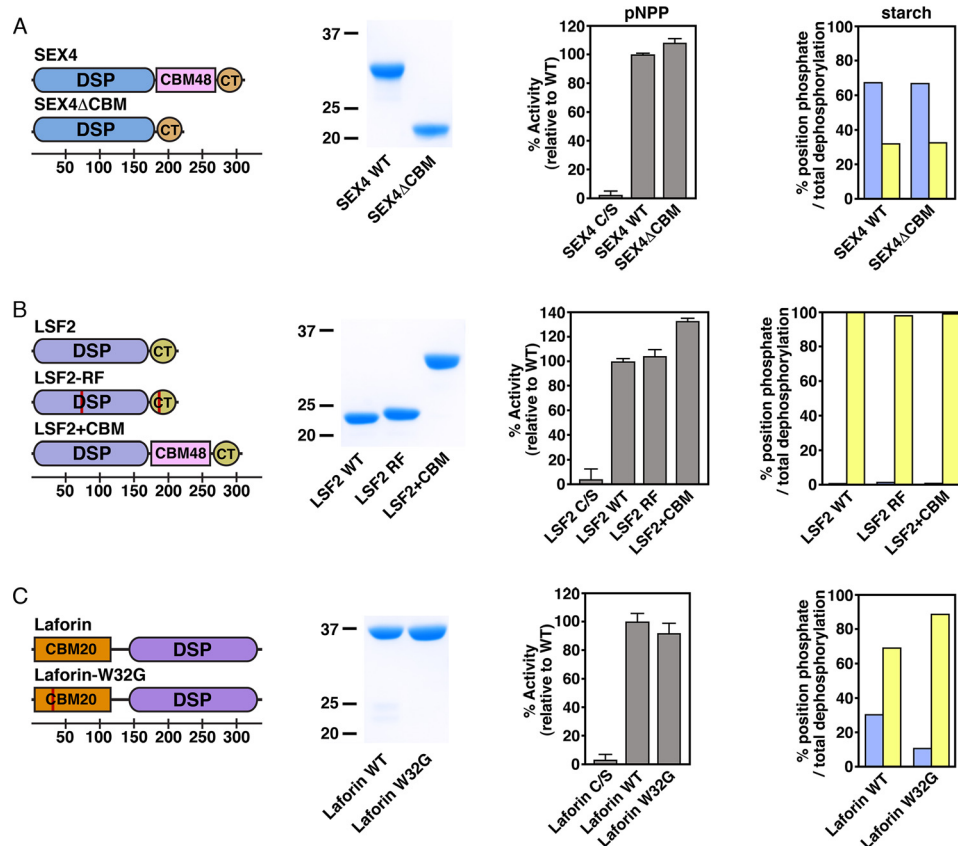 A
SEX4
DSP CBM48 CT
SEX4ΔCBM
DSP CT
50 100 150 200 250 300
37
25
20
SEX4 WT
SEX4ΔCBM
pNPP
% Activity
(relative to WT)
120
100
80
60
40
20
0
SEX4 C/S
SEX4 WT
SEX4ΔCBM
starch
% position phosphate
/ total dephosphorylation
100
80
60
40
20
0
SEX4 WT
SEX4ΔCBM
B
LSF2
DSP CT
LSF2-RF
DSP CT
LSF2+CBM
DSP CBM48 CT
50 100 150 200 250 300
37
25
20
LSF2 WT
LSF2 RF
LSF2+CBM
% Activity
(relative to WT)
140
120
100
80
60
40
20
0
LSF2 C/S
LSF2 WT
LSF2 RF
LSF2+CBM
% position phosphate
/ total dephosphorylation
100
80
60
40
20
0
LSF2 WT
LSF2 RF
LSF2+CBM
C
Laforin
CBM20 DSP
Laforin-W32G
CBM20 DSP
50 100 150 200 250 300
37
25
20
Laforin WT
Laforin W32G
% Activity
(relative to WT)
120
100
80
60
40
20
0
Laforin C/S
Laforin WT
Laforin W32G
% position phosphate
/ total dephosphorylation
100
80
60
40
20
0
Laforin WT
Laforin W32G